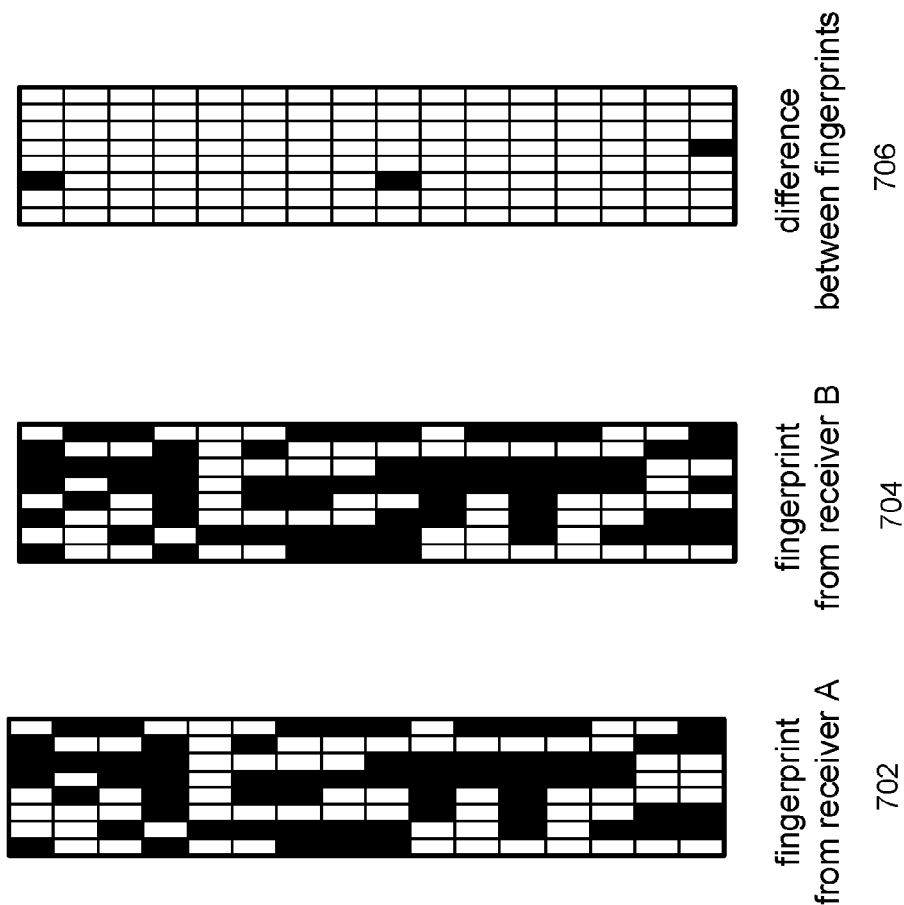 fingerprint
from receiver A
702
fingerprint
from receiver B
704
difference
between fingerprints
706